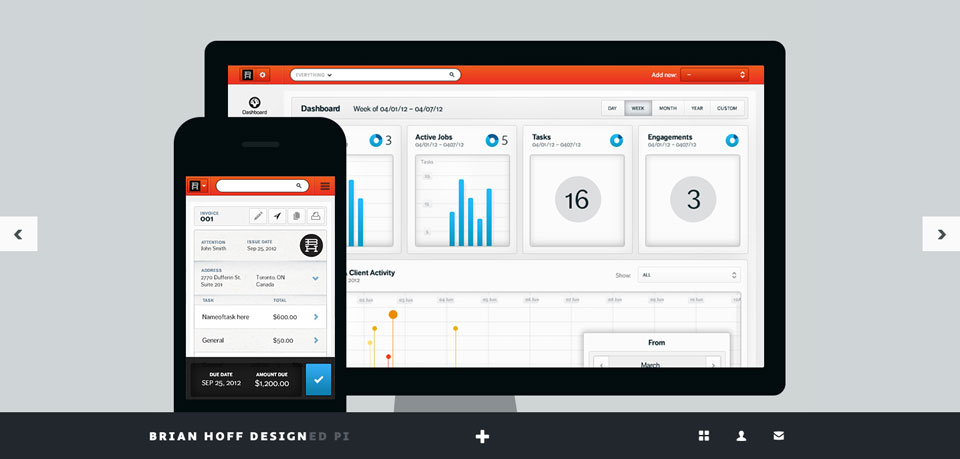 EVERYTHING
Add new:
Dashboard
Dashboard Week of 04/01/12 – 04/07/12
DAY WEEK MONTH YEAR CUSTOM
3
Active Jobs 5
04/01/12 – 04/07/12
Tasks
Tasks
04/01/12 – 04/07/12
16
Engagements
04/01/12 – 04/07/12
3
& Client Activity
2012
Show: ALL
From
March
INVOICE
001
ATTENTION
John Smith
ISSUE DATE
Sep 25, 2012
ADDRESS
2770 Dufferin St.
Suite 201
Toronto, ON
Canada
TASK TOTAL
Nameoftask here $600.00
General $50.00
DUE DATE
SEP 25, 2012
AMOUNT DUE
$1,200.00
BRIAN HOFF DESIGNED PI